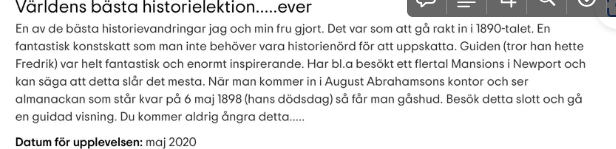 Världens bästa historielektion.....ever
En av de bästa historievandringar jag och min fru gjort. Det var som att gå rakt in i 1890-talet. En
fantastisk konstskatt som man inte behöver vara historienörd för att uppskatta. Guiden (tror han hette
Fredrik) var helt fantastisk och enormt inspirerande. Har bl.a besökt ett flertal Mansions i Newport och
kan säga att detta slår det mesta. När man kommer in i August Abrahamsons kontor och ser
almanackan som står kvar på 6 maj 1898 (hans dödsdag) så får man gåshud. Besök detta slott och gå
en guidad visning. Du kommer aldrig ångra detta.....
Datum för upplevelsen: maj 2020